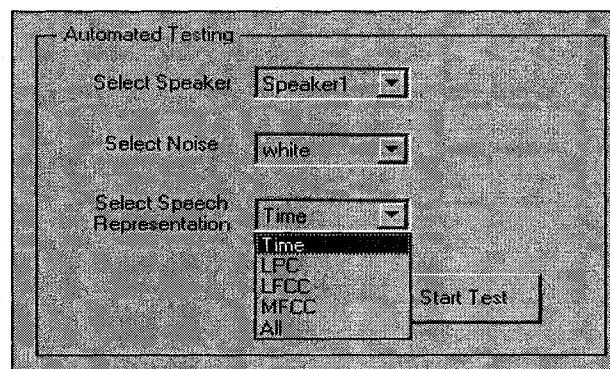 Automated Testing
Select Speaker Speaker1
Select Noise white
Select Speech
Representation Time
Time
LPC
LFCC
MFCC
All
Start Test